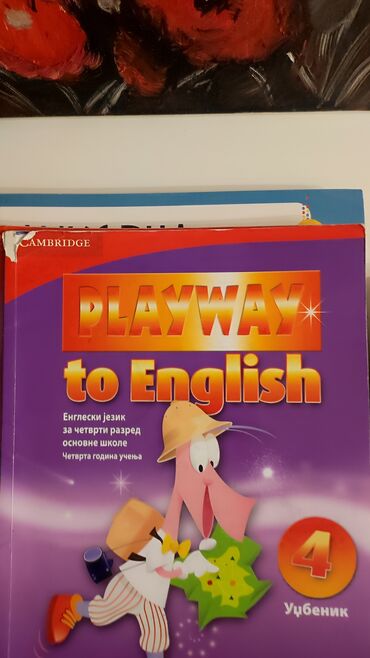 CAMBRIDGE
PLAYWAY
to English
Енглески језик
за четврти разред
основне школе
Четврта година учења
4
Уџбеник